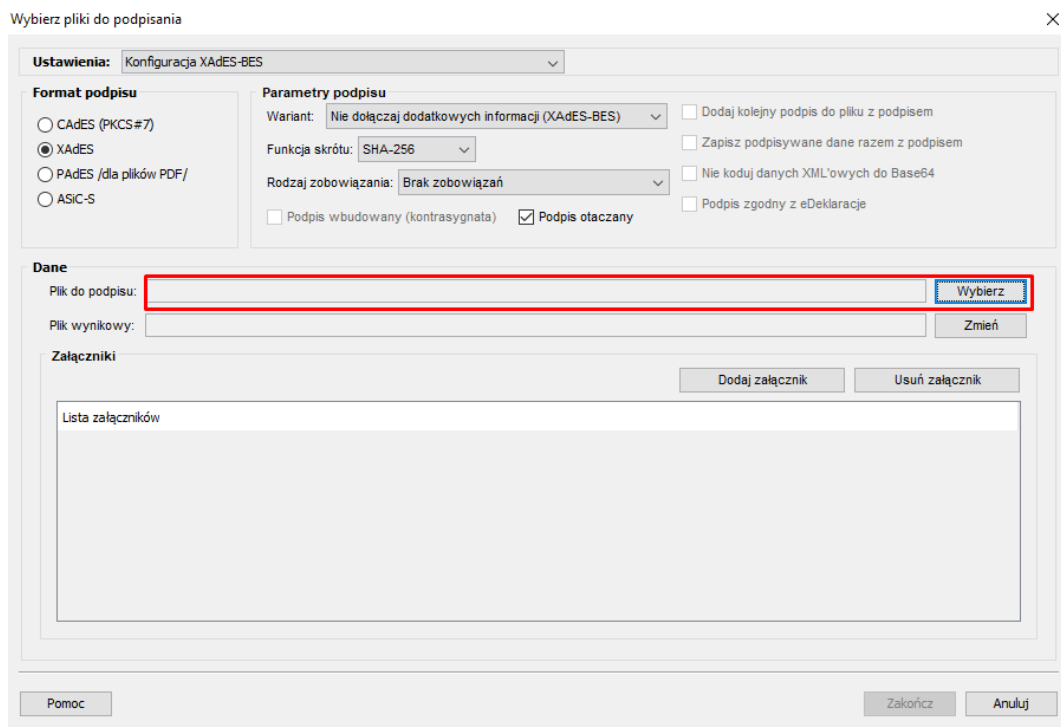 Wybierz pliki do podpisania
Ustawienia: Konfiguracja XAdES-BES
Format podpisu
CAdES (PKCS#7)
XAdES
PAdES /dla plików PDF/
ASiC-S
Parametry podpisu
Wariant: Nie dołączaj dodatkowych informacji (XAdES-BES)
Funkcja skrótu: SHA-256
Rodzaj zobowiązania: Brak zobowiązań
Podpis wbudowany (kontrasygnata) Podpis otaczany
Dodaj kolejny podpis do pliku z podpisem
Zapisz podpisywane dane razem z podpisem
Nie koduj danych XML'owych do Base64
Podpis zgodny z eDeklaracje
Dane
Plik do podpisu: Wybierz
Plik wynikowy: Zmień
Załączniki
Dodaj załącznik Usuń załącznik
Lista załączników
Pomoc Zakończ Anuluj